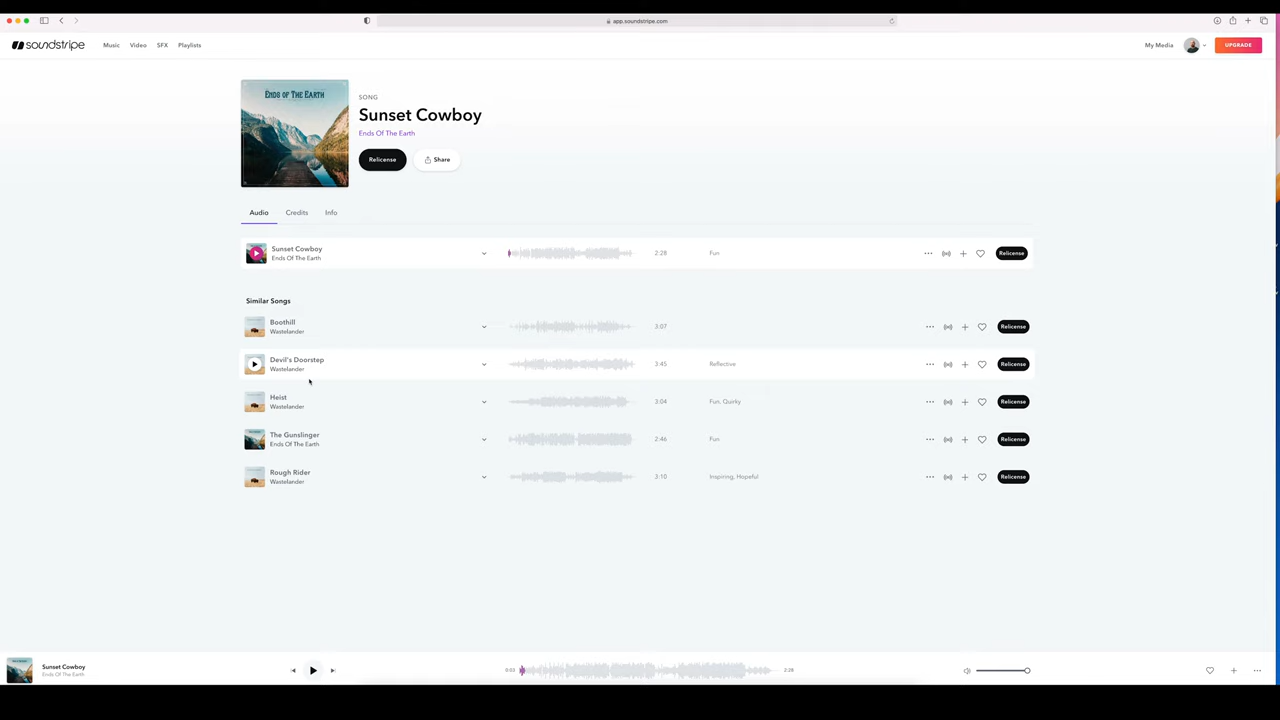 app.soundstripe.com
soundstripe
Music
Video
SFX
Playlists
My Media
UPGRADE
ENDS OF THE EARTH
SONG
Sunset Cowboy
Ends Of The Earth
Relicense
Share
Audio
Credits
Info
Sunset Cowboy
Ends Of The Earth
2:28
Fun
Relicense
Similar Songs
Boothill
Wastelander
3:07
Relicense
Devil's Doorstep
Wastelander
3:45
Reflective
Relicense
Heist
Wastelander
3:04
Fun, Quirky
Relicense
The Gunslinger
Ends Of The Earth
2:46
Fun
Relicense
Rough Rider
Wastelander
3:10
Inspiring, Hopeful
Relicense
Sunset Cowboy
Ends Of The Earth
0:03
2:28